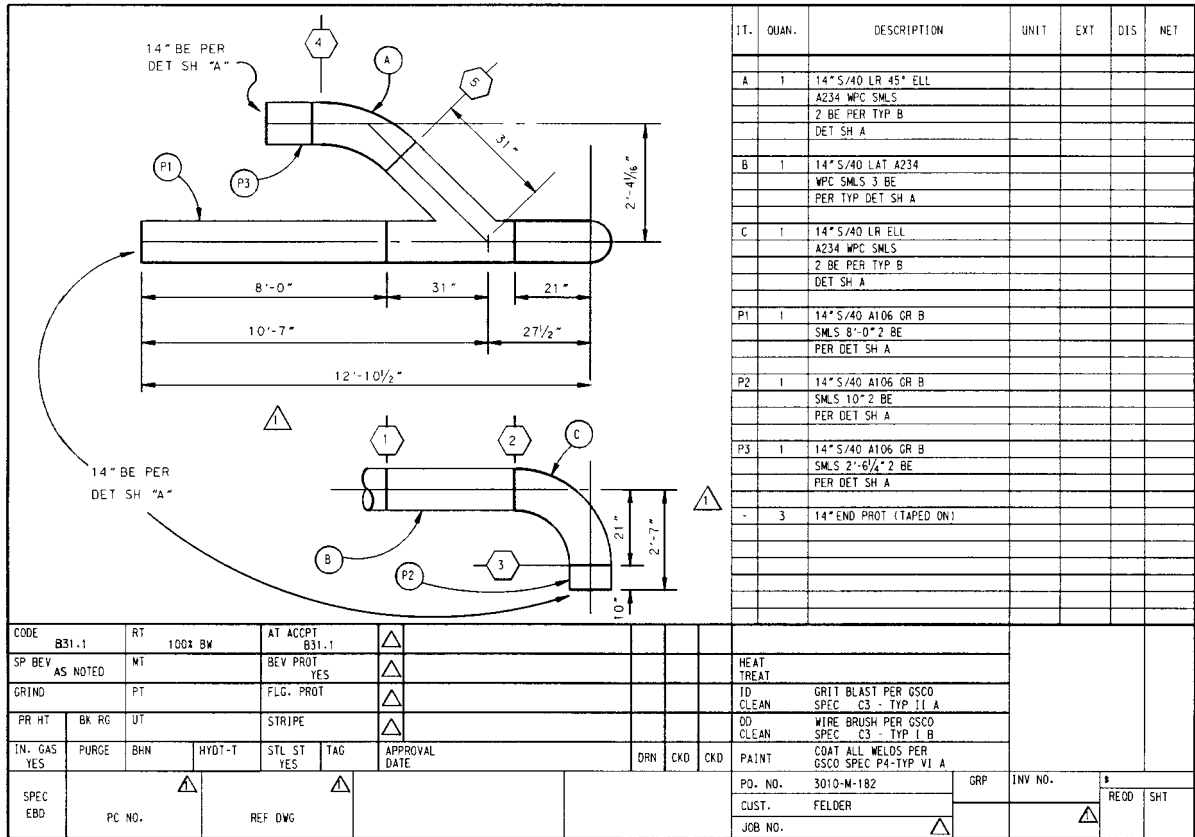 14" BE PER
DET SH "A"
4
A
5
31"
P1
P3
2'-4 1/16"
8'-0"
31"
21"
10'-7"
27 1/2"
12'-10 1/2"
1
1
2
C
14" BE PER
DET SH "A"
1
21"
2'-7"
B
3
P2
10"
IT. QUAN. DESCRIPTION UNIT EXT DIS NET
A 1 14" S/40 LR 45° ELL
A234 WPC SMLS
2 BE PER TYP B
DET SH A
B 1 14" S/40 LAT A234
WPC SMLS 3 BE
PER TYP DET SH A
C 1 14" S/40 LR ELL
A234 WPC SMLS
2 BE PER TYP B
DET SH A
P1 1 14" S/40 A106 GR B
SMLS 8'-0" 2 BE
PER DET SH A
P2 1 14" S/40 A106 GR B
SMLS 10" 2 BE
PER DET SH A
P3 1 14" S/40 A106 GR B
SMLS 2'-6 1/4" 2 BE
PER DET SH A
- 3 14" END PROT (TAPED ON)
CODE RT AT ACCPT
B31.1 100% BW B31.1
SP BEV MT BEV PROT
AS NOTED YES
HEAT
TREAT
GRIND PT FLG. PROT
ID GRIT BLAST PER GSCO
CLEAN SPEC C3 - TYP II A
PR HT BK RG UT STRIPE
OD WIRE BRUSH PER GSCO
CLEAN SPEC C3 - TYP I B
IN. GAS PURGE BHN HYDT-T STL ST TAG APPROVAL DRN CKD CKD
YES YES DATE
PAINT COAT ALL WELDS PER
GSCO SPEC P4-TYP VI A
SPEC
EBD
1
PC NO.
1
REF DWG
PO. NO. 3010-M-182 GRP INV NO. *
CUST. FELDER 1 REOD SHT
JOB NO.